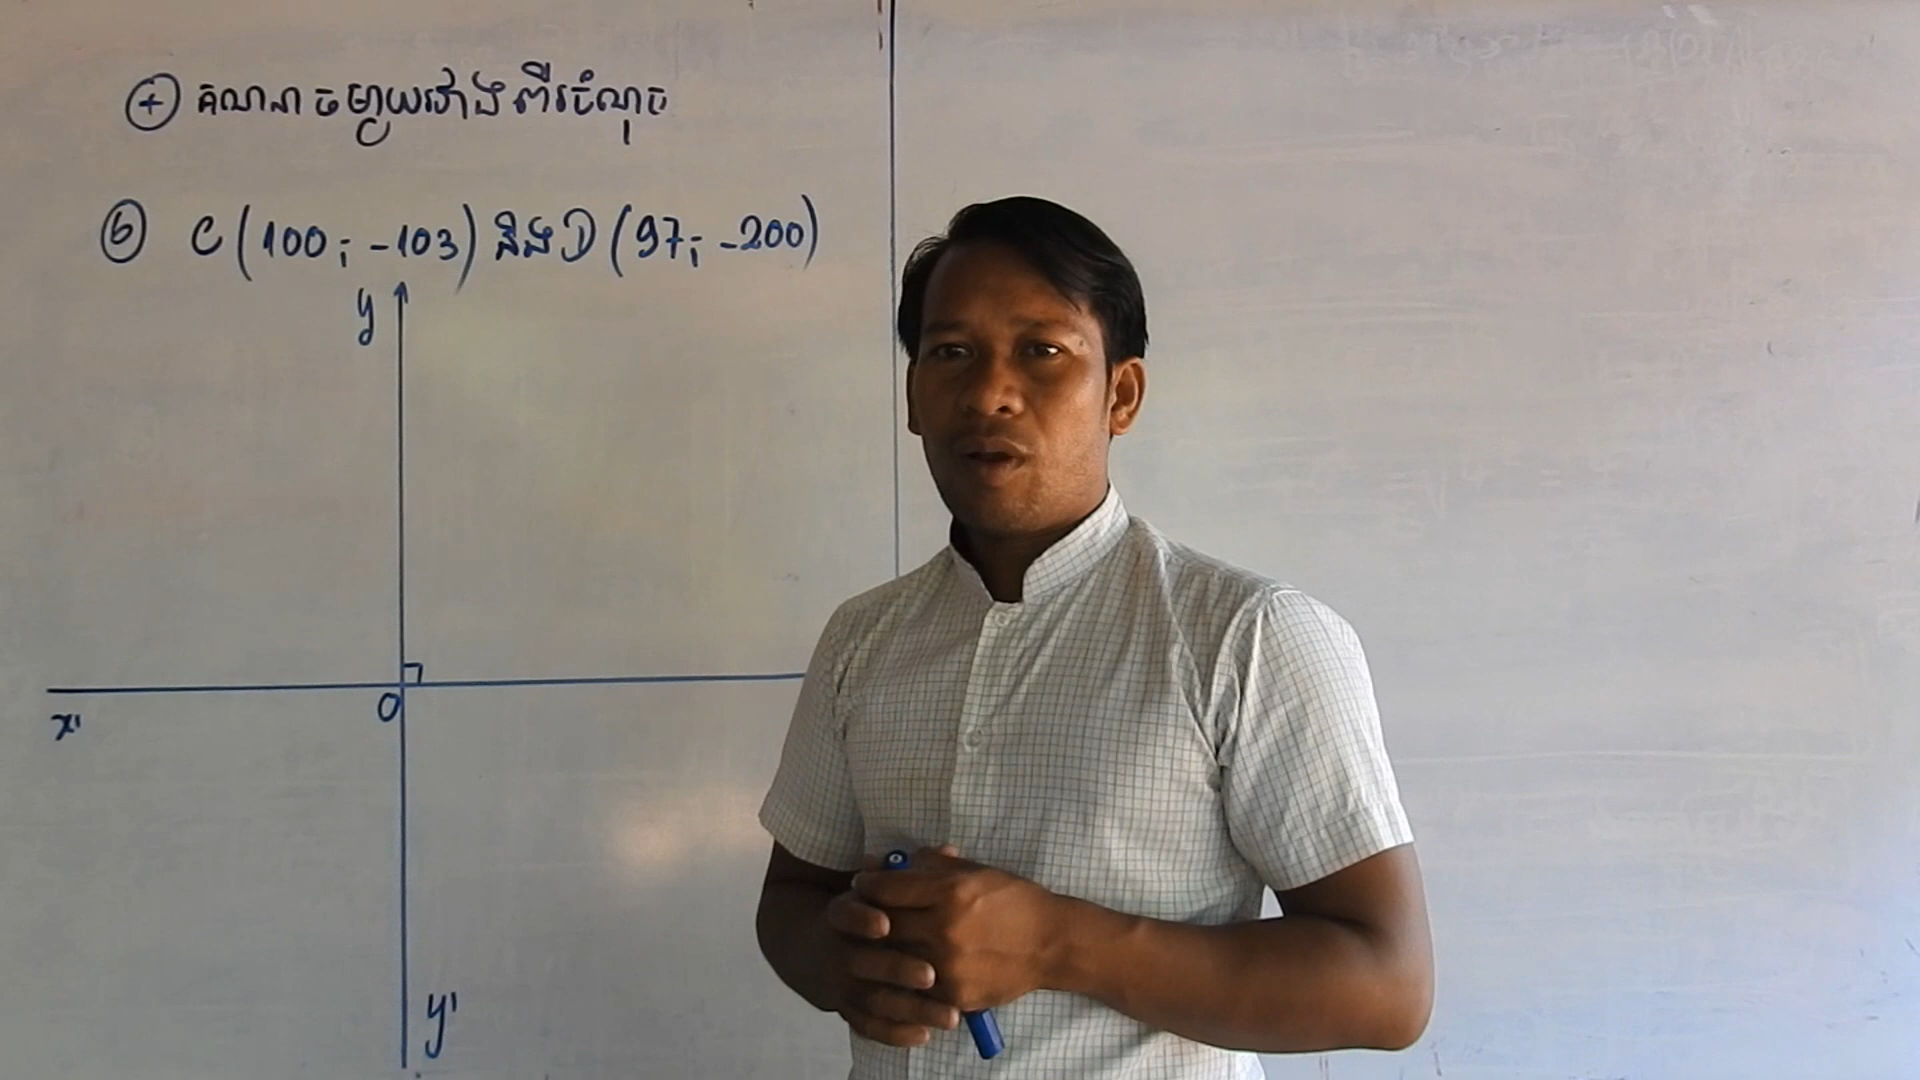 + គណនាចម្ងាយរវាងពីរចំណុច
៦ C (100 ; -103) និង D (97 ; -200)
y
x' O
y'